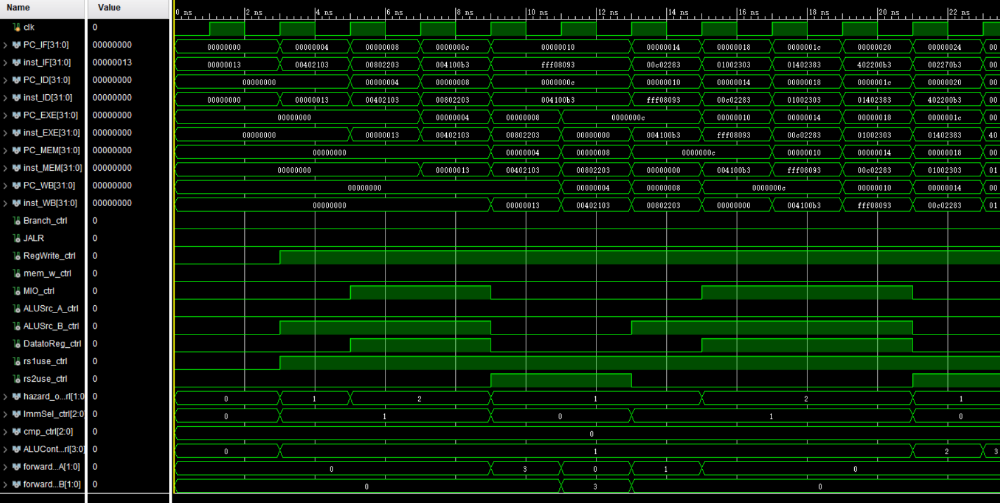 Name Value 0 ns 2 ns 4 ns 6 ns 8 ns 10 ns 12 ns 14 ns 16 ns 18 ns 20 ns 22 ns
clk 0
PC_IF[31:0] 00000000 00000000 00000004 00000008 0000000c 00000010 00000014 00000018 0000001c 00000020 00000024 00
inst_IF[31:0] 00000013 00000013 00402103 00802203 004100b3 fff08093 00c02283 01002303 01402383 402200b3 002270b3 00
PC_ID[31:0] 00000000 00000000 00000004 00000008 0000000c 00000010 00000014 00000018 0000001c 00000020 00
inst_ID[31:0] 00000000 00000000 00000013 00402103 00802203 004100b3 fff08093 00c02283 01002303 01402383 402200b3 00
PC_EXE[31:0] 00000000 00000000 00000004 00000008 0000000c 00000010 00000014 00000018 0000001c 00
inst_EXE[31:0] 00000000 00000000 00000013 00402103 00802203 00000000 004100b3 fff08093 00c02283 01002303 01402383 40
PC_MEM[31:0] 00000000 00000000 00000004 00000008 0000000c 00000010 00000014 00000018 00
inst_MEM[31:0] 00000000 00000000 00000013 00402103 00802203 00000000 004100b3 fff08093 00c02283 01002303 01
PC_WB[31:0] 00000000 00000000 00000004 00000008 0000000c 00000010 00000014 00
inst_WB[31:0] 00000000 00000000 00000013 00402103 00802203 00000000 004100b3 fff08093 00c02283 01
Branch_ctrl 0
JALR 0
RegWrite_ctrl 0
mem_w_ctrl 0
MIO_ctrl 0
ALUSrc_A_ctrl 0
ALUSrc_B_ctrl 0
DatatoReg_ctrl 0
rs1use_ctrl 0
rs2use_ctrl 0
hazard_o...rl[1:0 0 0 1 2 1 2 1
ImmSel_ctrl[2:0] 0 0 1 0 1 0
cmp_ctrl[2:0] 0 0
ALUCont...rl[3:0] 0 0 1 2 3
forward...A[1:0] 0 0 3 0 1 0
forward...B[1:0] 0 0 3 0